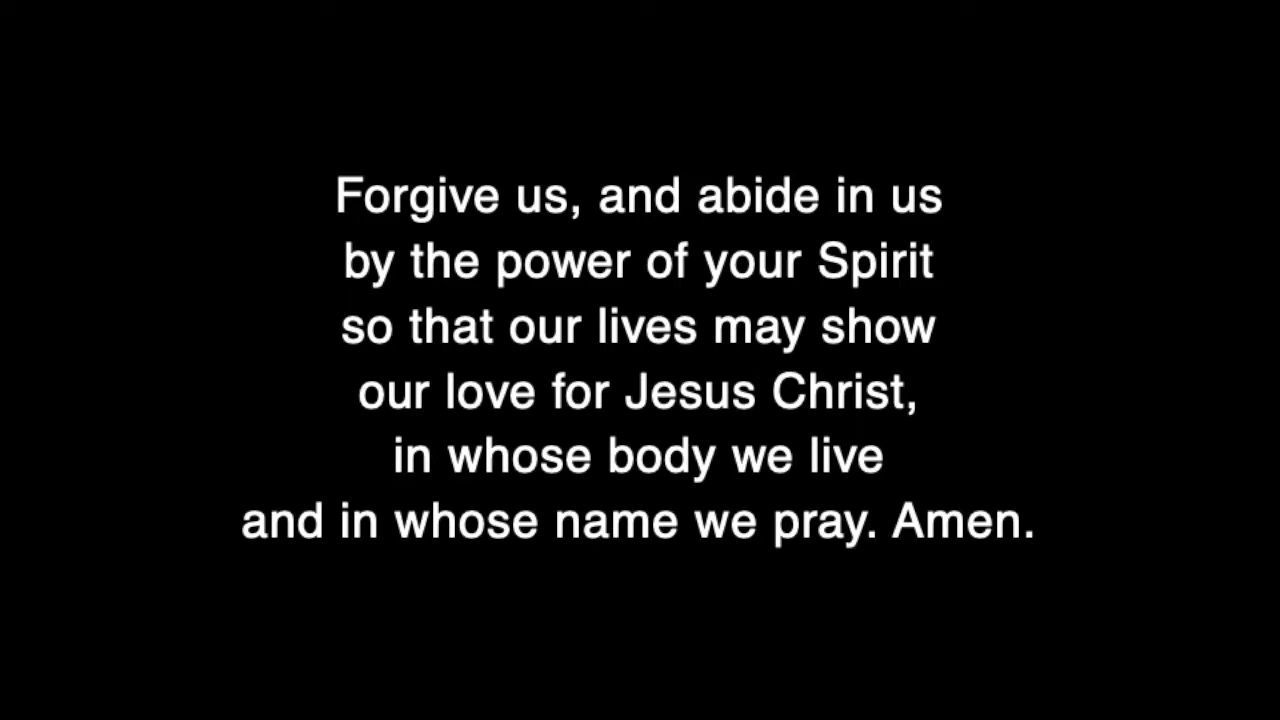 Forgive us, and abide in us
by the power of your Spirit
so that our lives may show
our love for Jesus Christ,
in whose body we live
and in whose name we pray. Amen.